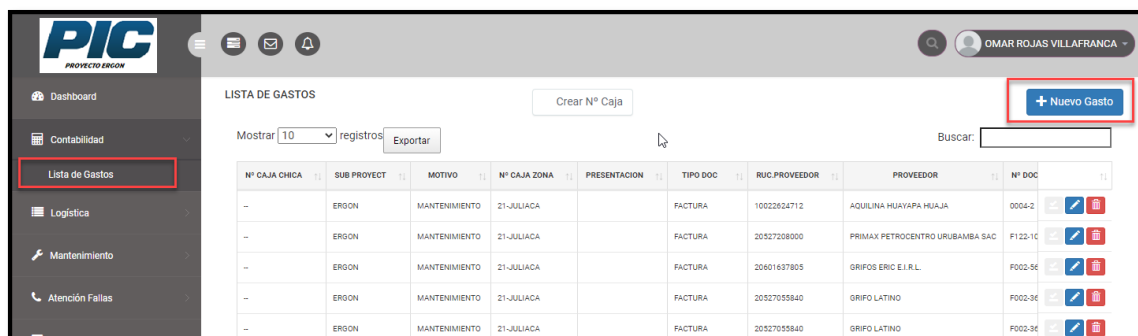 PIC
PROYECTO ERGON
OMAR ROJAS VILLAFRANCA
Dashboard
Contabilidad
Lista de Gastos
Logística
Mantenimiento
Atención Fallas
LISTA DE GASTOS
Crear Nº Caja
+ Nuevo Gasto
Mostrar 10 registros Exportar Buscar:
Nº CAJA CHICA SUB PROYECT MOTIVO Nº CAJA ZONA PRESENTACION TIPO DOC RUC.PROVEEDOR PROVEEDOR Nº DOC
-- ERGON MANTENIMIENTO 21-JULIACA FACTURA 10022624712 AQUILINA HUAYAPA HUAJA 0004-2
-- ERGON MANTENIMIENTO 21-JULIACA FACTURA 20527208000 PRIMAX PETROCENTRO URUBAMBA SAC F122-10
-- ERGON MANTENIMIENTO 21-JULIACA FACTURA 20601637805 GRIFOS ERIC E.I.R.L. F002-56
-- ERGON MANTENIMIENTO 21-JULIACA FACTURA 20527055840 GRIFO LATINO F002-36
-- ERGON MANTENIMIENTO 21-JULIACA FACTURA 20527055840 GRIFO LATINO F002-36